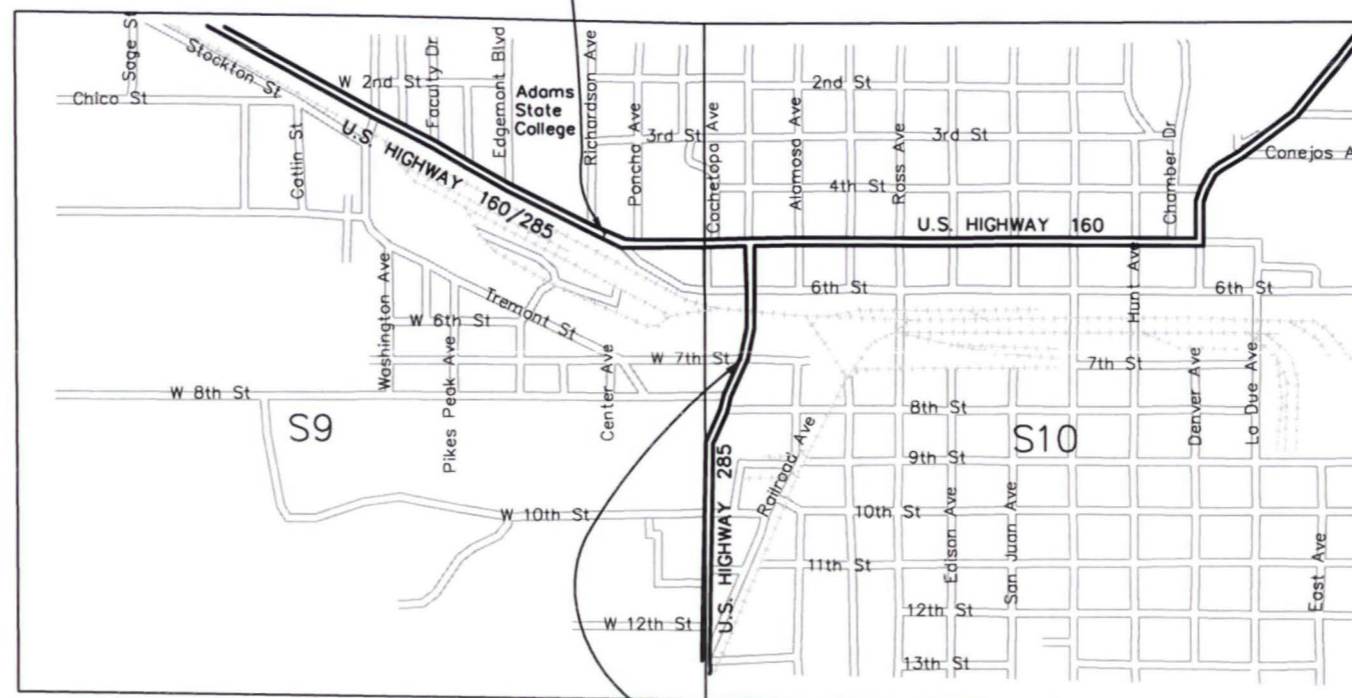 Sage St
Stockton St
Chico St
Catlin St
W 2nd St
Faculty Dr
Edgemont Blvd
Adams
State
College
Richardson Ave
Poncha Ave
3rd St
Cochetopa Ave
Alamosa Ave
2nd St
Ross Ave
3rd St
4th St
Chamber Dr
Conejos A
U.S. HIGHWAY 160/285
U.S. HIGHWAY 160
Washington Ave
W 6th St
Tremont St
Pikes Peak Ave
Center Ave
W 7th St
W 8th St
6th St
Hunt Ave
6th St
7th St
Denver Ave
La Due Ave
S9
8th St
S10
9th St
U.S. HIGHWAY 285
Railroad Ave
W 10th St
10th St
Edison Ave
San Juan Ave
11th St
East Ave
W 12th St
12th St
13th St